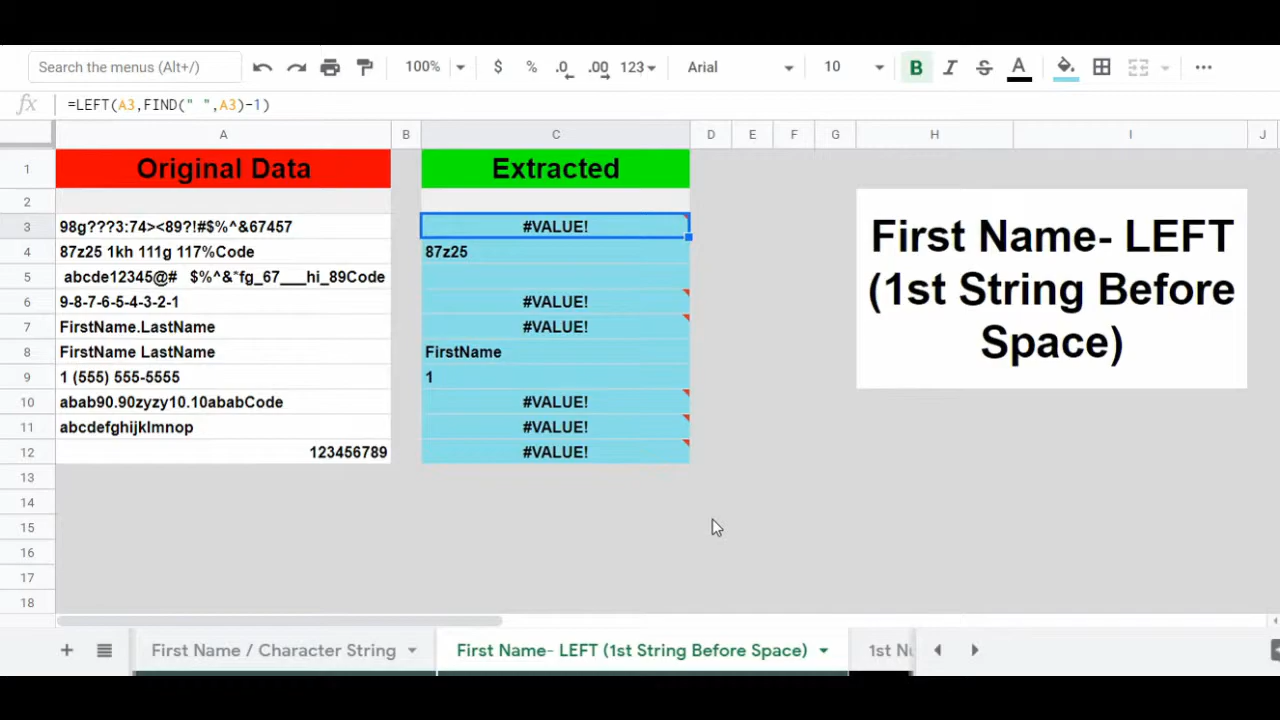 Search the menus (Alt+/) 100% $ % .0 .00 123 Arial 10 B I S A ...
fx =LEFT(A3,FIND(" ",A3)-1)
A B C D E F G H I J
1 Original Data Extracted
2
3 98g???3:74><89?!#$%^&67457 #VALUE!
4 87z25 1kh 111g 117%Code 87z25
5 abcde12345@#   $%^&*fg_67___hi_89Code
6 9-8-7-6-5-4-3-2-1 #VALUE!
7 FirstName.LastName #VALUE!
8 FirstName LastName FirstName
9 1 (555) 555-5555 1
10 abab90.90zyzy10.10ababCode #VALUE!
11 abcdefghijklmnop #VALUE!
12 123456789 #VALUE!
13
14
15
16
17
18
First Name- LEFT
(1st String Before
Space)
+ First Name / Character String First Name- LEFT (1st String Before Space) 1st Nu